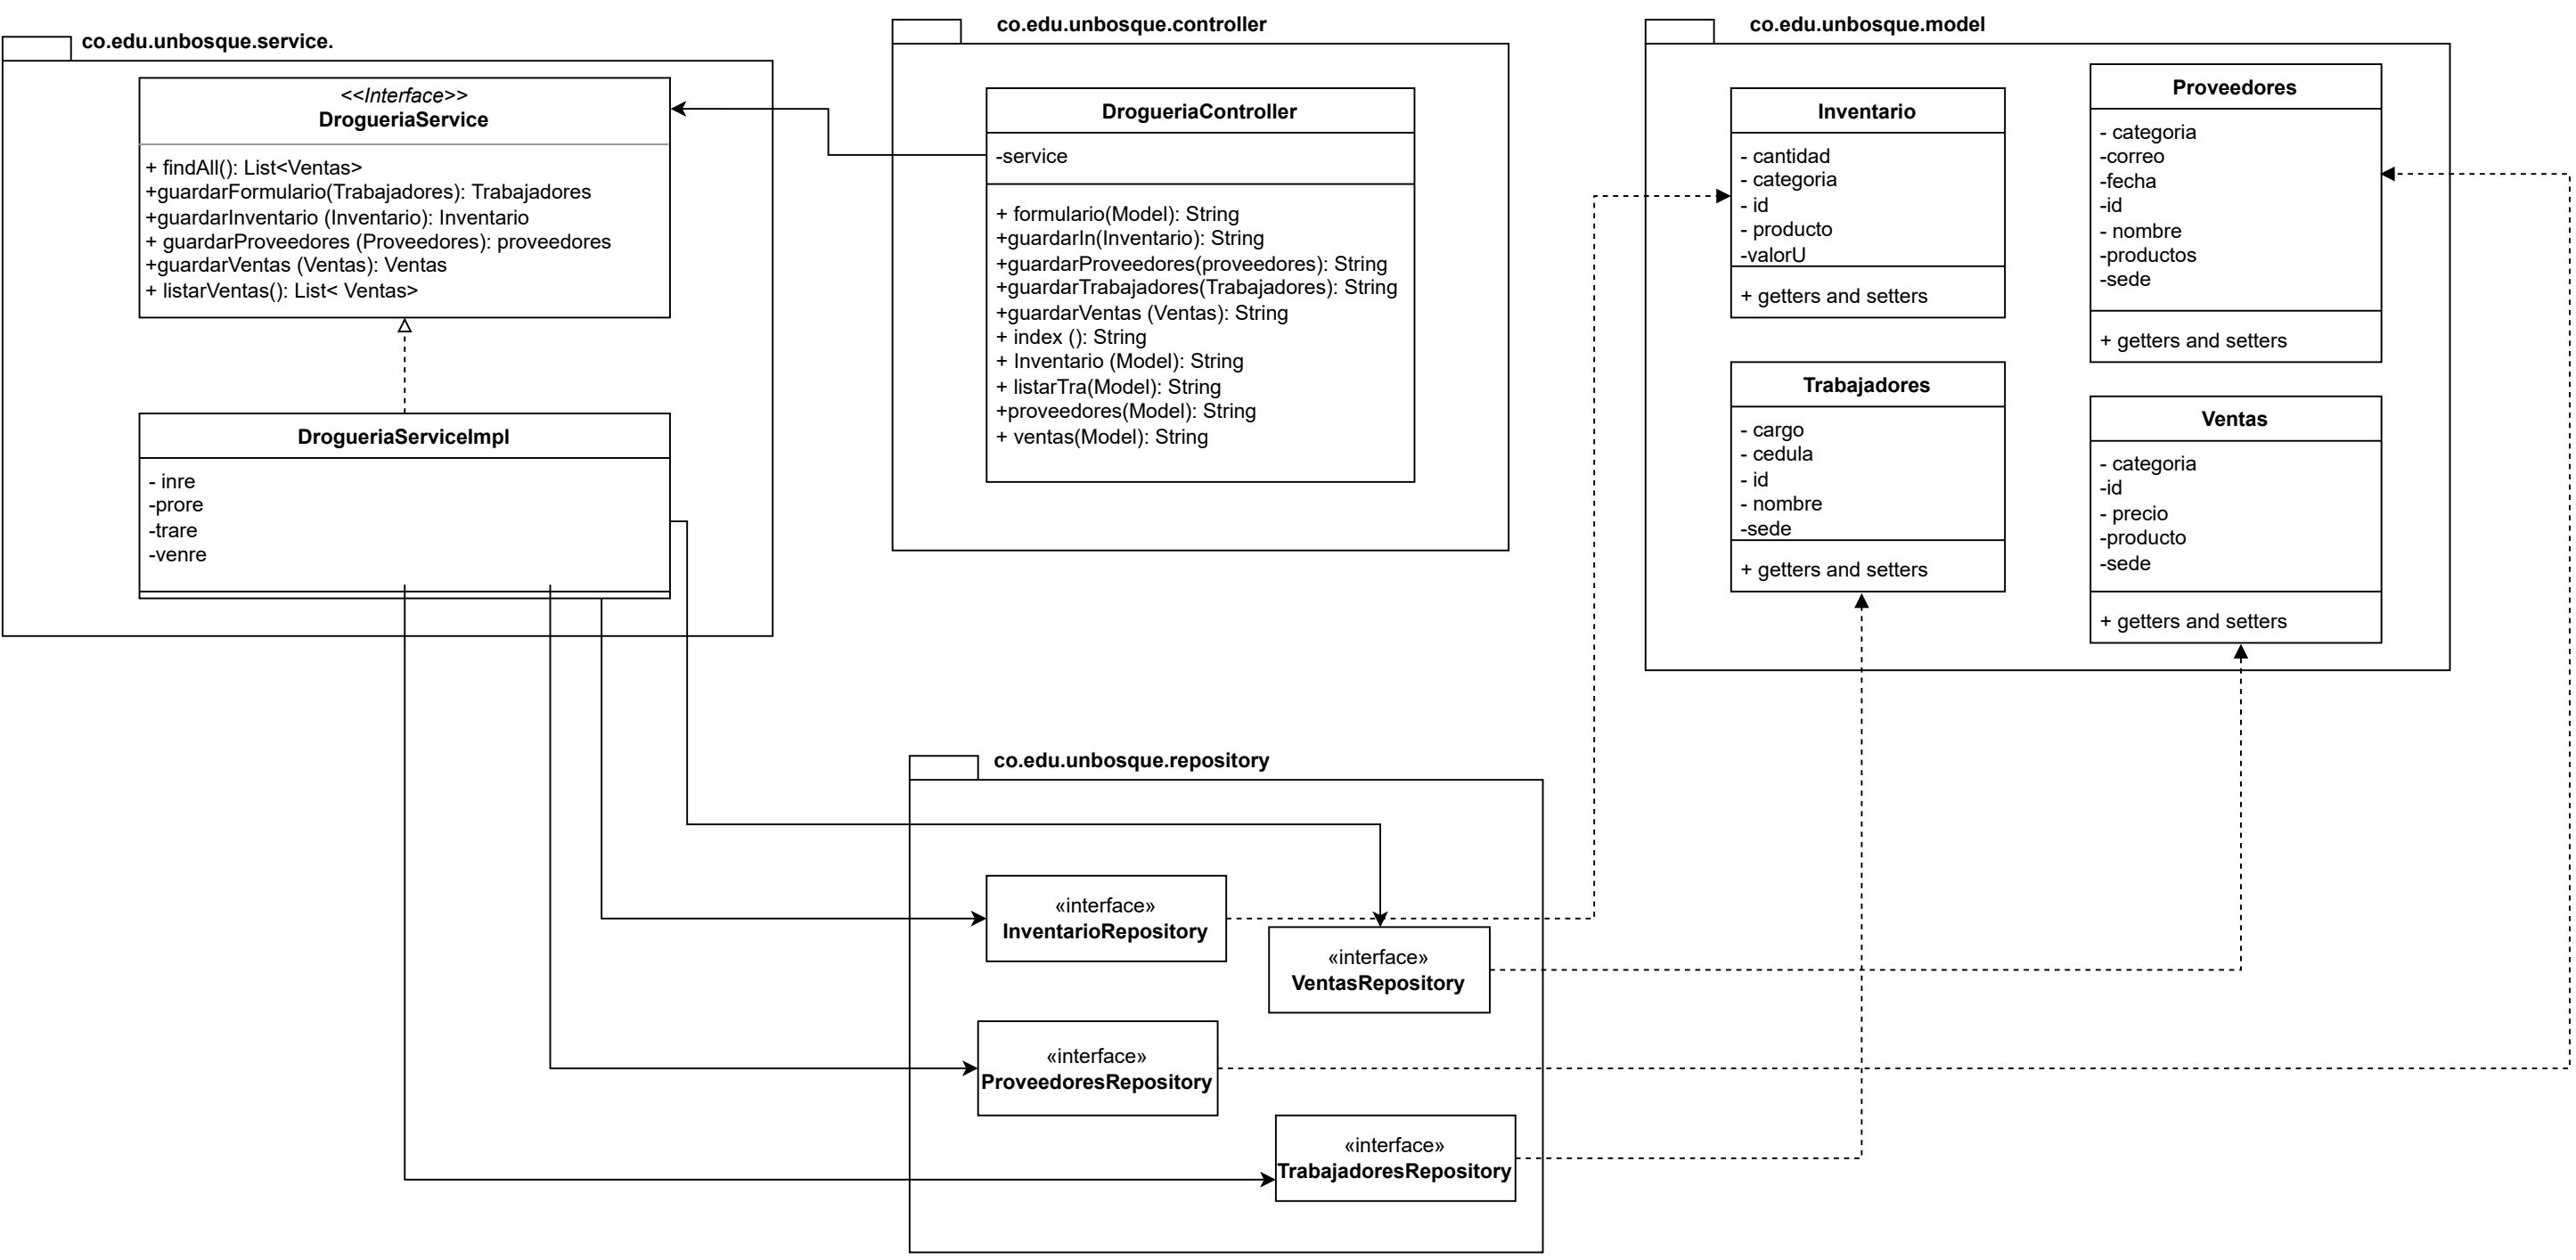 co.edu.unbosque.service.
<<Interface>>
DrogueriaService
+ findAll(): List<Ventas>
+guardarFormulario(Trabajadores): Trabajadores
+guardarInventario (Inventario): Inventario
+ guardarProveedores (Proveedores): proveedores
+guardarVentas (Ventas): Ventas
+ listarVentas(): List< Ventas>
DrogueriaServiceImpl
- inre
-prore
-trare
-venre
co.edu.unbosque.controller
DrogueriaController
-service
+ formulario(Model): String
+guardarIn(Inventario): String
+guardarProveedores(proveedores): String
+guardarTrabajadores(Trabajadores): String
+guardarVentas (Ventas): String
+ index (): String
+ Inventario (Model): String
+ listarTra(Model): String
+proveedores(Model): String
+ ventas(Model): String
co.edu.unbosque.model
Inventario
- cantidad
- categoria
- id
- producto
-valorU
+ getters and setters
Proveedores
- categoria
-correo
-fecha
-id
- nombre
-productos
-sede
+ getters and setters
Trabajadores
- cargo
- cedula
- id
- nombre
-sede
+ getters and setters
Ventas
- categoria
-id
- precio
-producto
-sede
+ getters and setters
co.edu.unbosque.repository
«interface»
InventarioRepository
«interface»
VentasRepository
«interface»
ProveedoresRepository
«interface»
TrabajadoresRepository